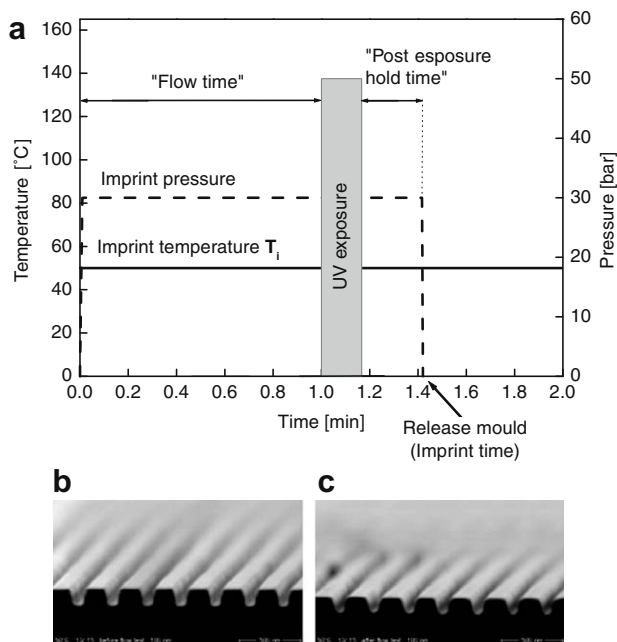 a
"Flow time"
"Post exposure
hold time"
Imprint pressure
Imprint temperature Ti
UV exposure
Temperature [°C]
160
140
120
100
80
60
40
20
0
Pressure [bar]
60
50
40
30
20
10
0
0.0 0.2 0.4 0.6 0.8 1.0 1.2 1.4 1.6 1.8 2.0
Time [min]
Release mould
(Imprint time)
b
c